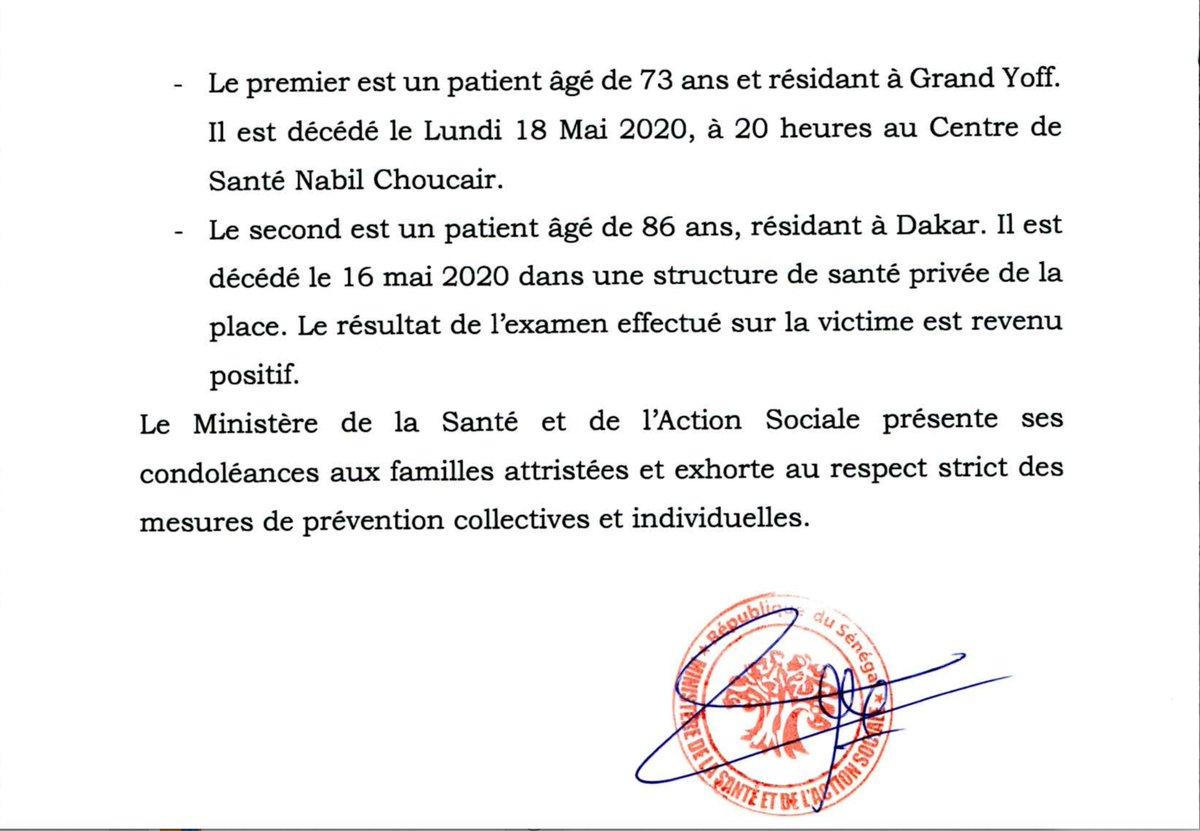 - Le premier est un patient âgé de 73 ans et résidant à Grand Yoff.
Il est décédé le Lundi 18 Mai 2020, à 20 heures au Centre de
Santé Nabil Choucair.
- Le second est un patient âgé de 86 ans, résidant à Dakar. Il est
décédé le 16 mai 2020 dans une structure de santé privée de la
place. Le résultat de l’examen effectué sur la victime est revenu
positif.
Le Ministère de la Santé et de l’Action Sociale présente ses
condoléances aux familles attristées et exhorte au respect strict des
mesures de prévention collectives et individuelles.
★ République du Sénégal ★
MINISTÈRE DE LA SANTÉ ET DE L'ACTION SOCIALE